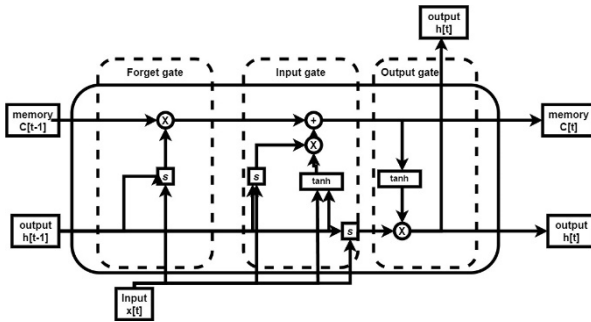 output
h[t]
Forget gate
Input gate
Output gate
memory
C[t-1]
X
+
memory
C[t]
X
s
s
tanh
tanh
output
h[t-1]
s
X
output
h[t]
Input
x[t]